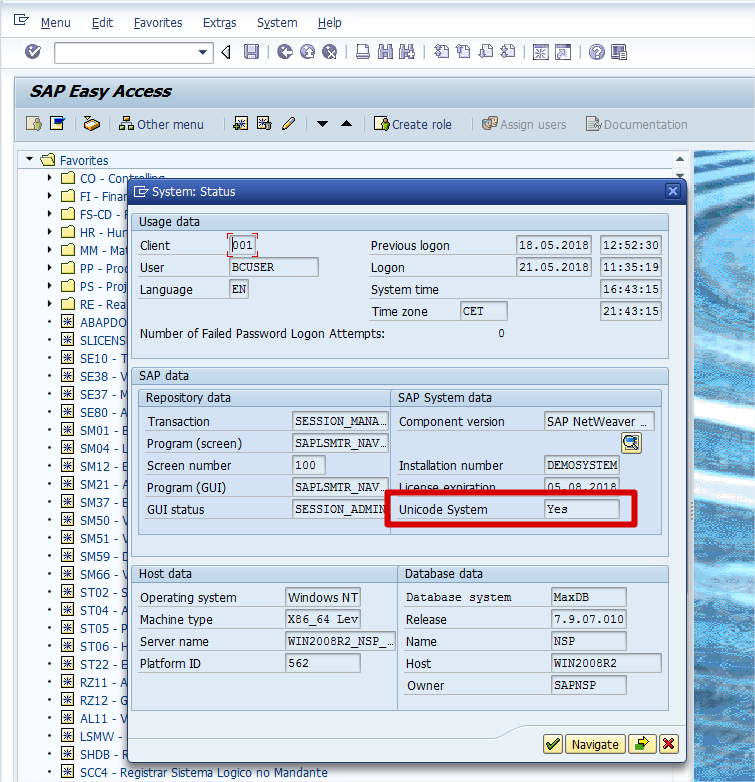 Menu Edit Favorites Extras System Help
SAP Easy Access
Other menu Create role Assign users Documentation
Favorites
CO - Controlling
FI - Finan
FS-CD -
HR - Hum
MM - Mat
PP - Prod
PS - Proj
RE - Rea
ABAPDO
SLICENS
SE10 - T
SE38 - V
SE37 - M
SE80 - A
SM01 - B
SM04 - L
SM12 - E
SM21 - A
SM37 - E
SM50 - V
SM51 - V
SM59 - D
SM66 - V
ST02 - S
ST04 - A
ST05 - P
ST06 - H
ST22 - E
RZ11 - A
RZ12 - G
AL11 - V
LSMW -
SHDB - R
SCC4 - Registrar Sistema Logico no Mandante
System: Status
Usage data
Client 001 Previous logon 18.05.2018 12:52:30
User BCUSER Logon 21.05.2018 11:35:19
Language EN System time 16:43:15
Time zone CET 21:43:15
Number of Failed Password Logon Attempts: 0
SAP data
Repository data
Transaction SESSION_MANA...
Program (screen) SAPLSMTR_NAV...
Screen number 100
Program (GUI) SAPLSMTR_NAV...
GUI status SESSION_ADMIN
SAP System data
Component version SAP NetWeaver ...
Installation number DEMOSYSTEM
License expiration 05.08.2018
Unicode System Yes
Host data
Operating system Windows NT
Machine type X86_64 Lev
Server name WIN2008R2_NSP_...
Platform ID 562
Database data
Database system MaxDB
Release 7.9.07.010
Name NSP
Host WIN2008R2
Owner SAPNSP
Navigate